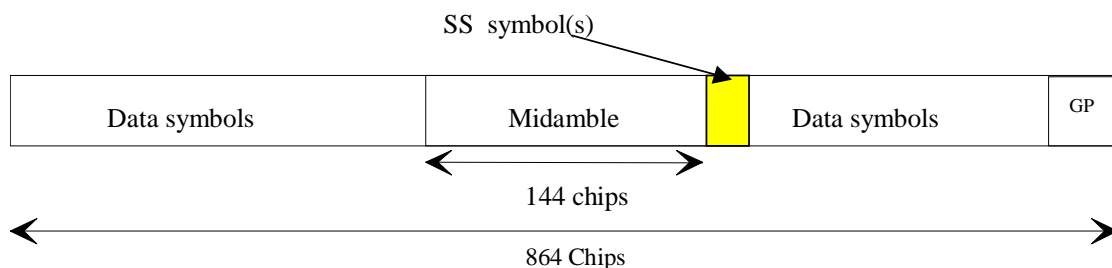 SS symbol(s)
Data symbols
Midamble
Data symbols
GP
144 chips
864 Chips